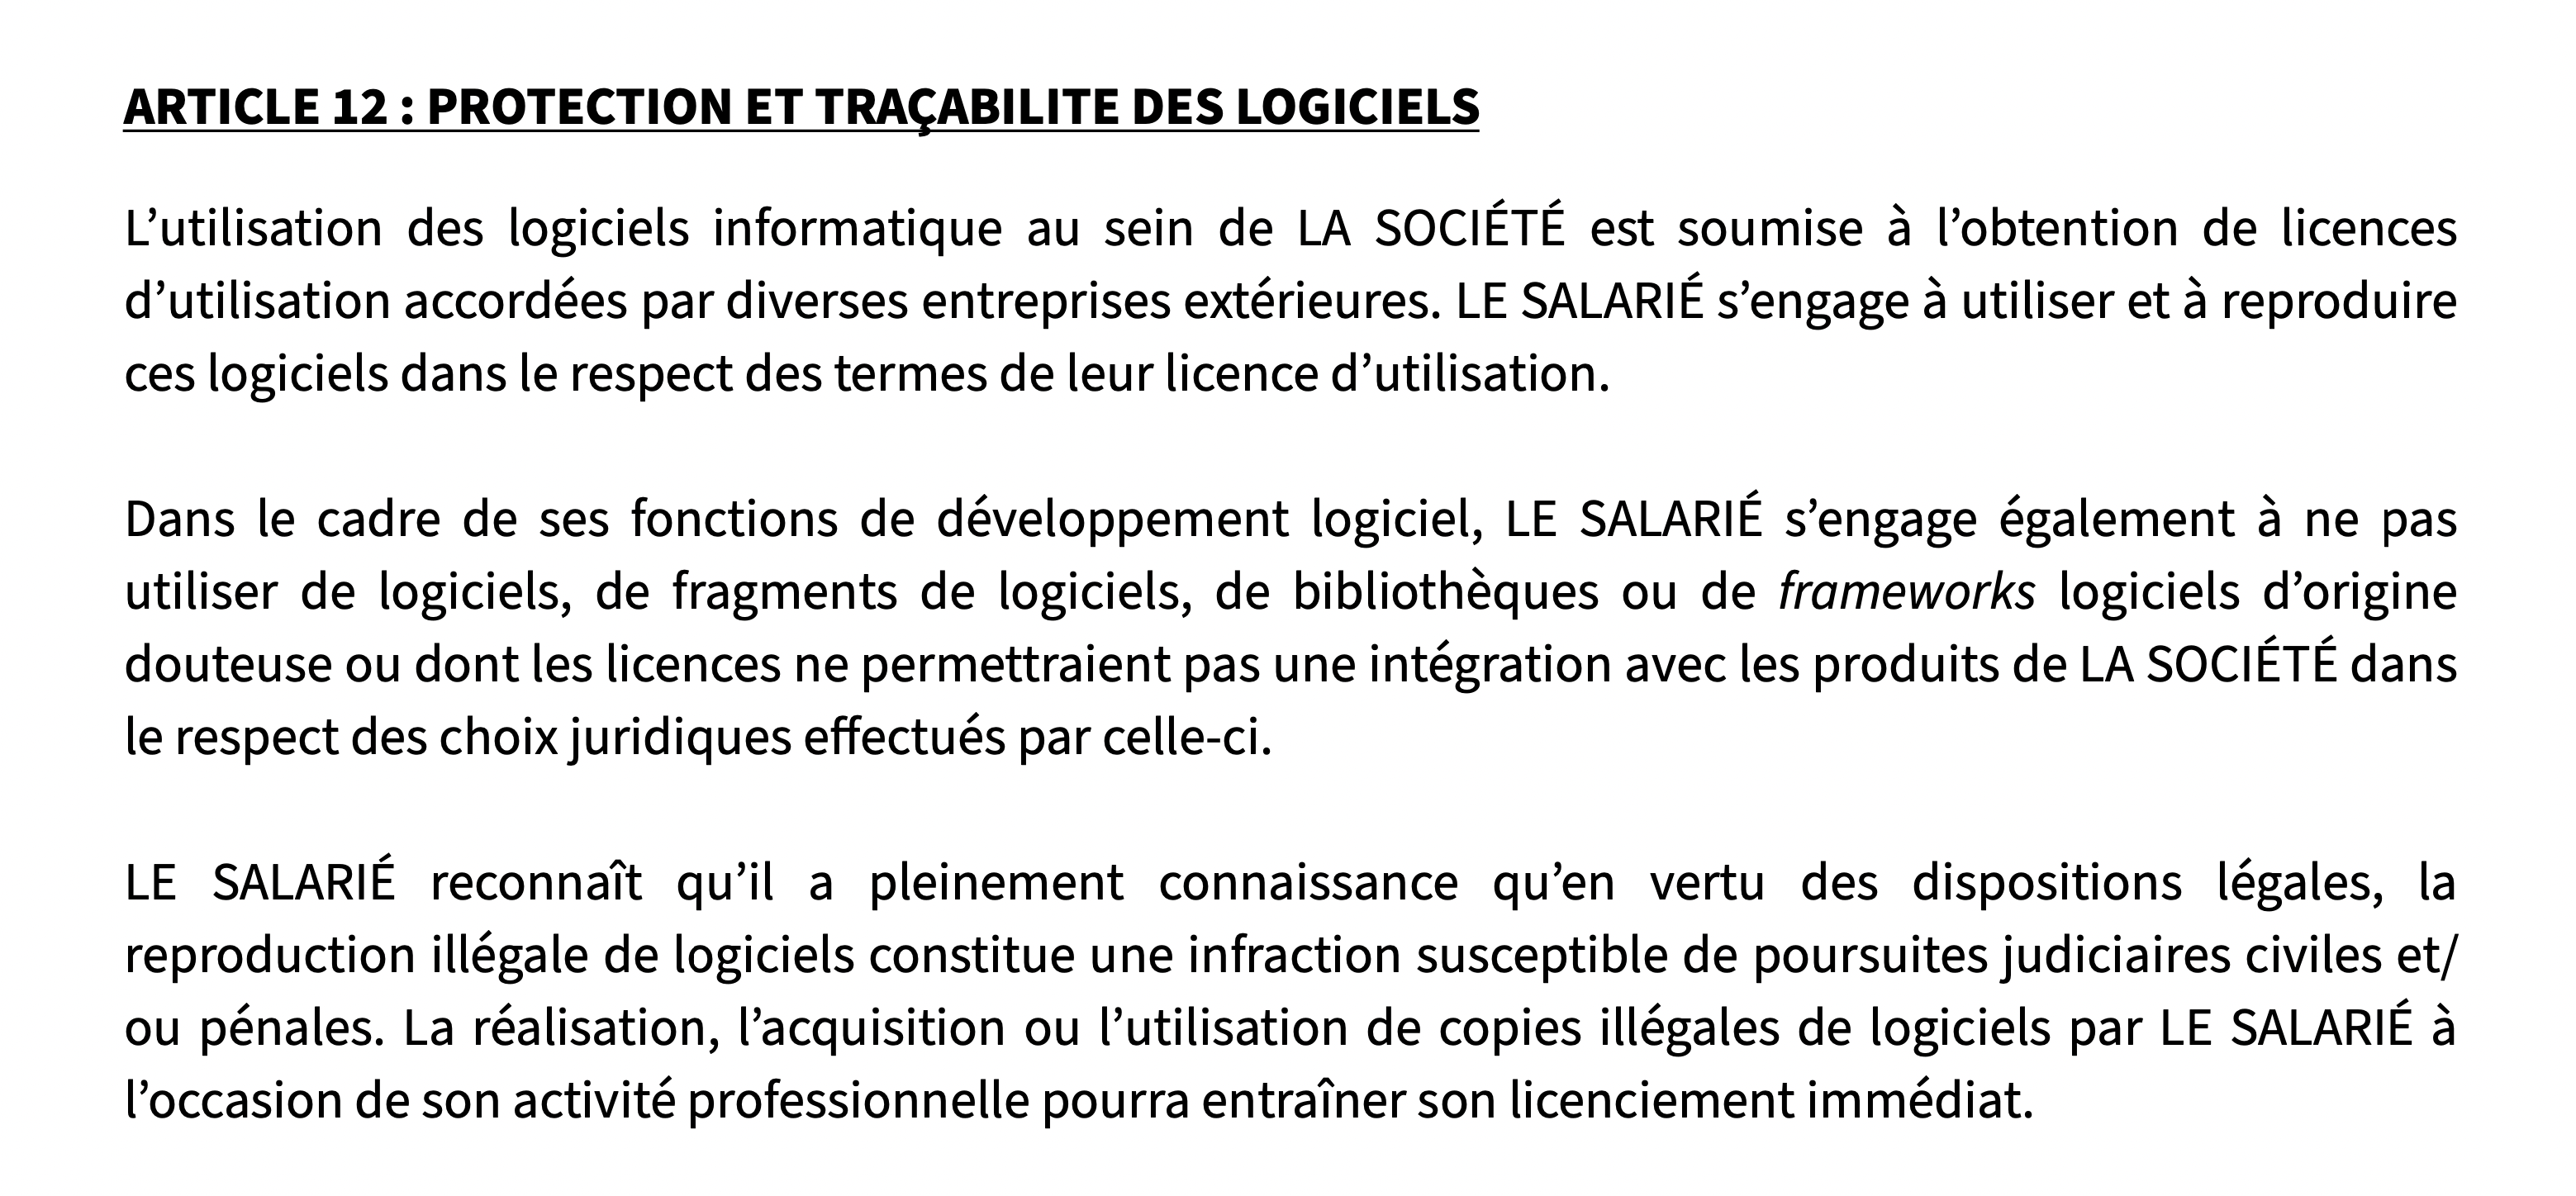 ARTICLE 12 : PROTECTION ET TRAÇABILITE DES LOGICIELS
L’utilisation des logiciels informatique au sein de LA SOCIÉTÉ est soumise à l’obtention de licences
d’utilisation accordées par diverses entreprises extérieures. LE SALARIÉ s’engage à utiliser et à reproduire
ces logiciels dans le respect des termes de leur licence d’utilisation.
Dans le cadre de ses fonctions de développement logiciel, LE SALARIÉ s’engage également à ne pas
utiliser de logiciels, de fragments de logiciels, de bibliothèques ou de frameworks logiciels d’origine
douteuse ou dont les licences ne permettraient pas une intégration avec les produits de LA SOCIÉTÉ dans
le respect des choix juridiques effectués par celle-ci.
LE SALARIÉ reconnaît qu’il a pleinement connaissance qu’en vertu des dispositions légales, la
reproduction illégale de logiciels constitue une infraction susceptible de poursuites judiciaires civiles et/
ou pénales. La réalisation, l’acquisition ou l’utilisation de copies illégales de logiciels par LE SALARIÉ à
l’occasion de son activité professionnelle pourra entraîner son licenciement immédiat.